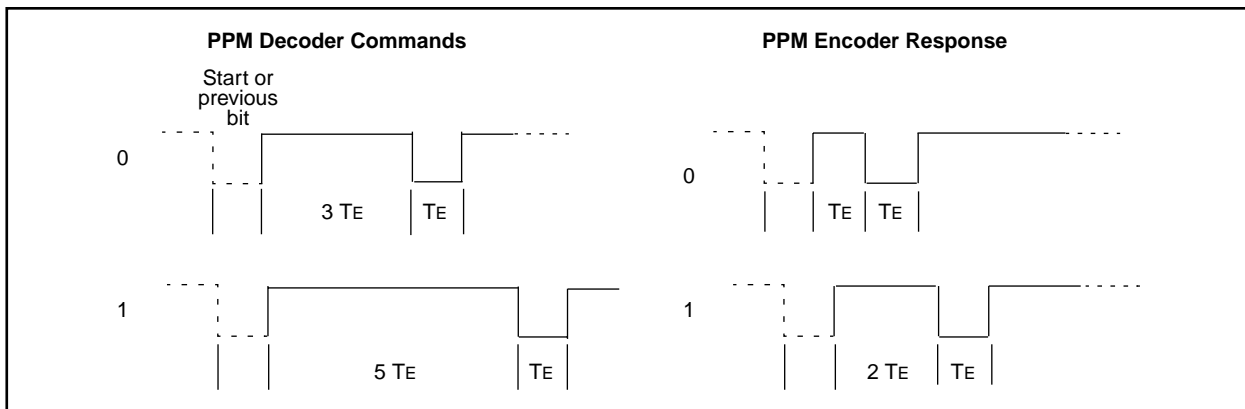 PPM Decoder Commands
Start or
previous
bit
0
3 TE
TE
1
5 TE
TE
PPM Encoder Response
0
TE
TE
1
2 TE
TE